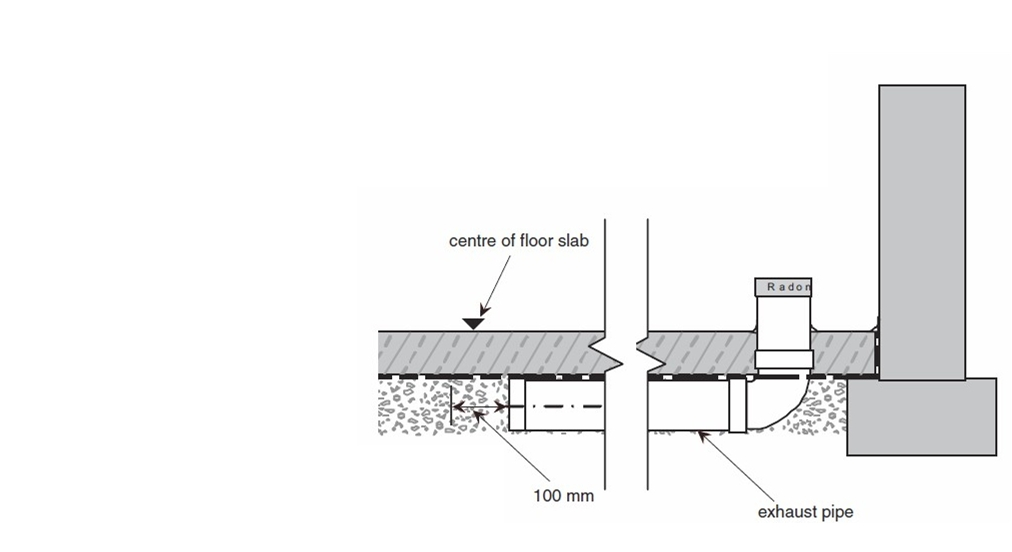 centre of floor slab
Radon
100 mm
exhaust pipe